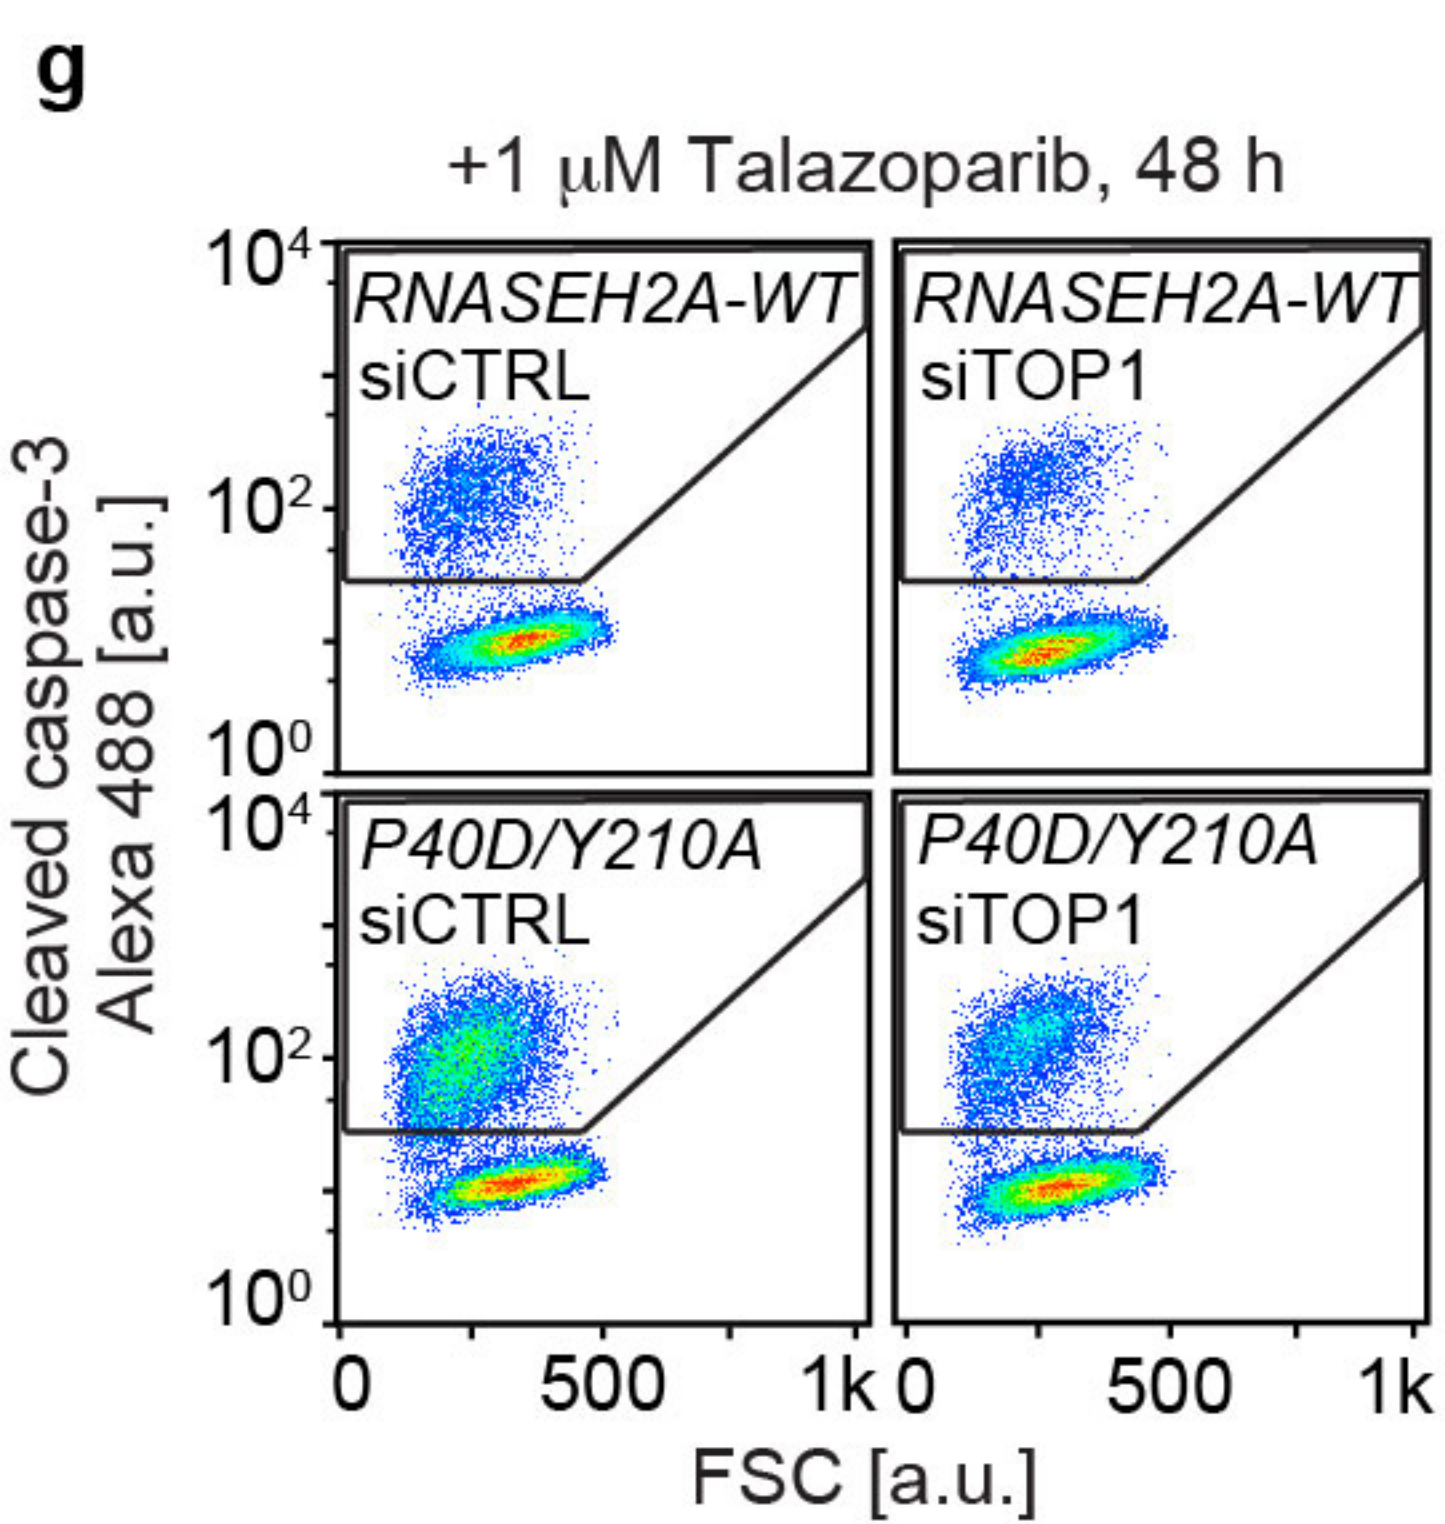 g
+1 μM Talazoparib, 48 h
10⁴
RNASEH2A-WT
siCTRL
10²
10⁰
RNASEH2A-WT
siTOP1
10⁴
P40D/Y210A
siCTRL
10²
10⁰
P40D/Y210A
siTOP1
Cleaved caspase-3
Alexa 488 [a.u.]
0 500 1k 0 500 1k
FSC [a.u.]